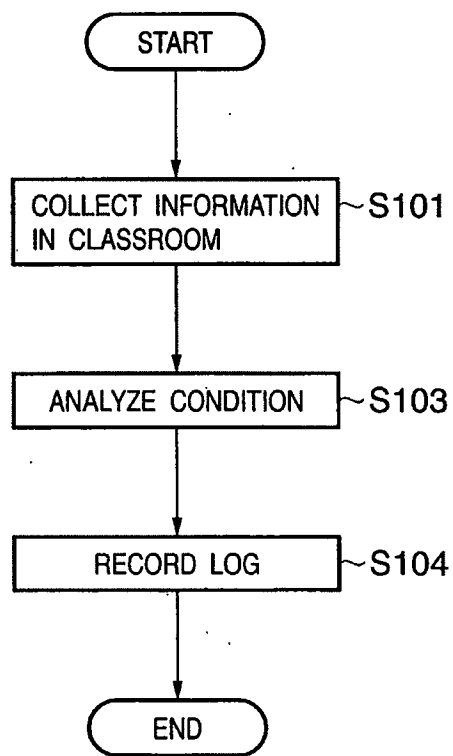 START
COLLECT INFORMATION
IN CLASSROOM
S101
ANALYZE CONDITION
S103
RECORD LOG
S104
END